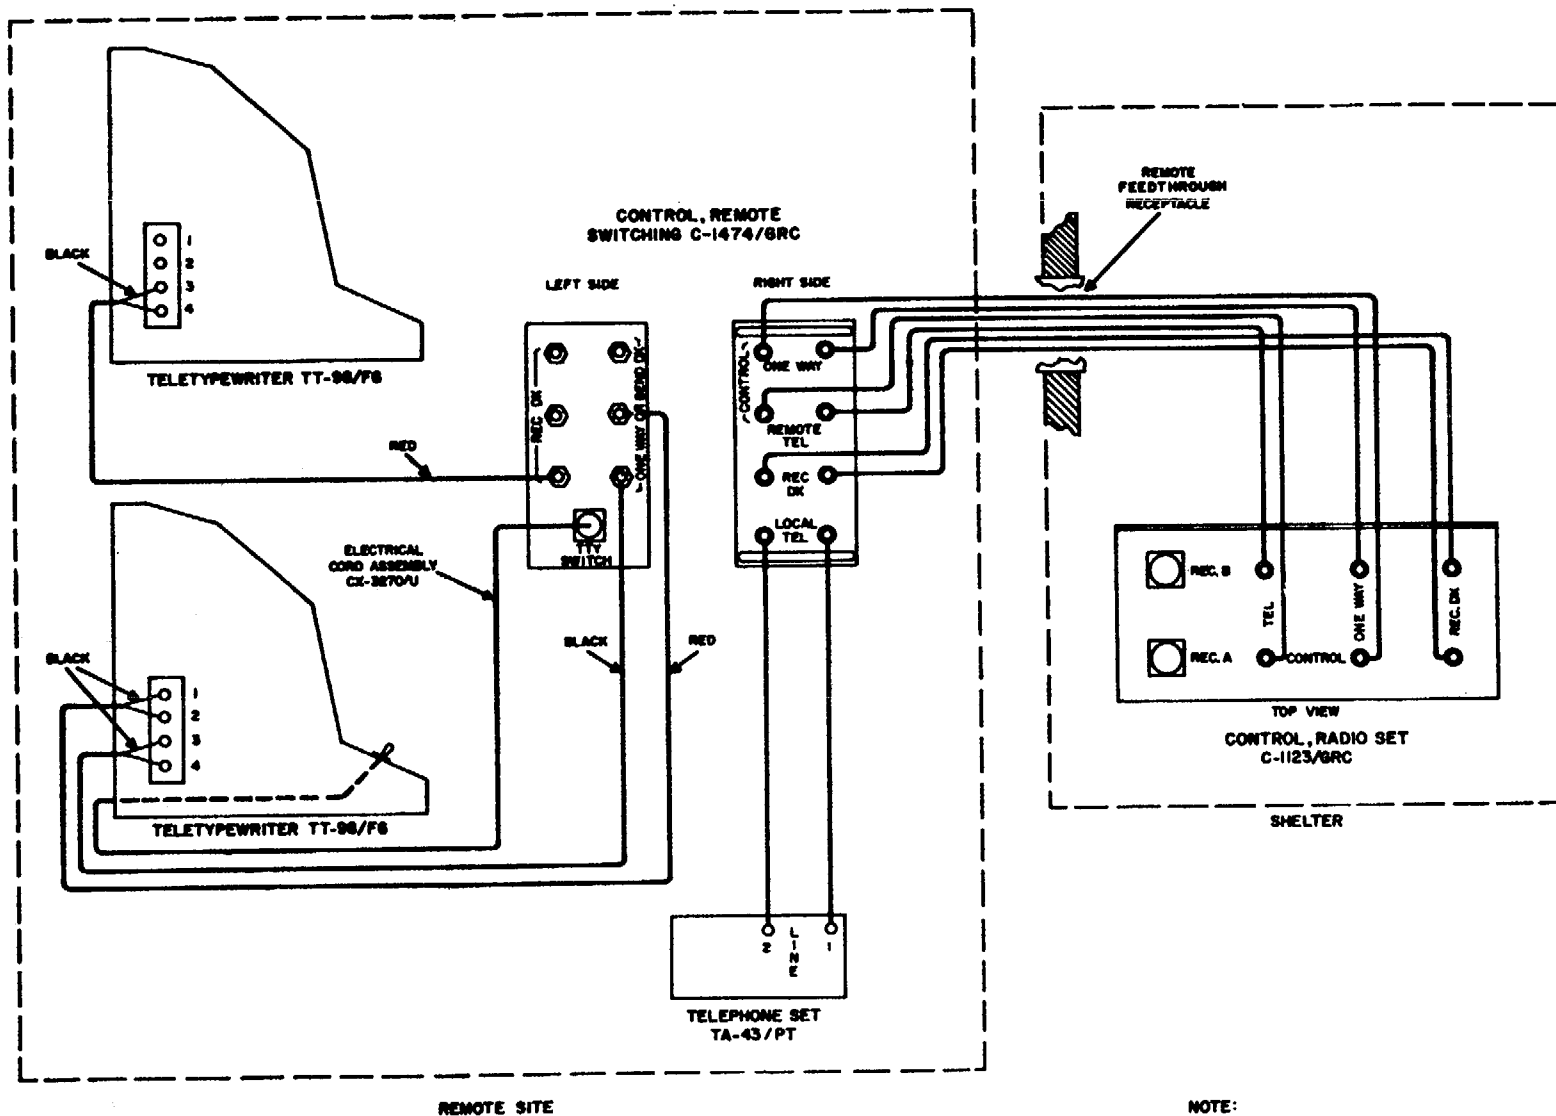 REMOTE
FEEDTHROUGH
RECEPTACLE
CONTROL, REMOTE
SWITCHING C-1474/GRC
BLACK
1
2
3
4
LEFT SIDE
RIGHT SIDE
TELETYPEWRITER TT-98/FG
REC DX
ONE WAY OR SEND DX
CONTROL
ONE WAY
REMOTE
TEL
REC
DX
LOCAL
TEL
RED
TTY
SWITCH
ELECTRICAL
CORD ASSEMBLY
CX-3270/U
BLACK
RED
BLACK
1
2
3
4
TELETYPEWRITER TT-98/FG
REC. B
TEL
ONE WAY
REC. DX
REC. A
CONTROL
TOP VIEW
CONTROL, RADIO SET
C-1123/GRC
SHELTER
2
LINE
1
TELEPHONE SET
TA-43/PT
REMOTE SITE
NOTE: